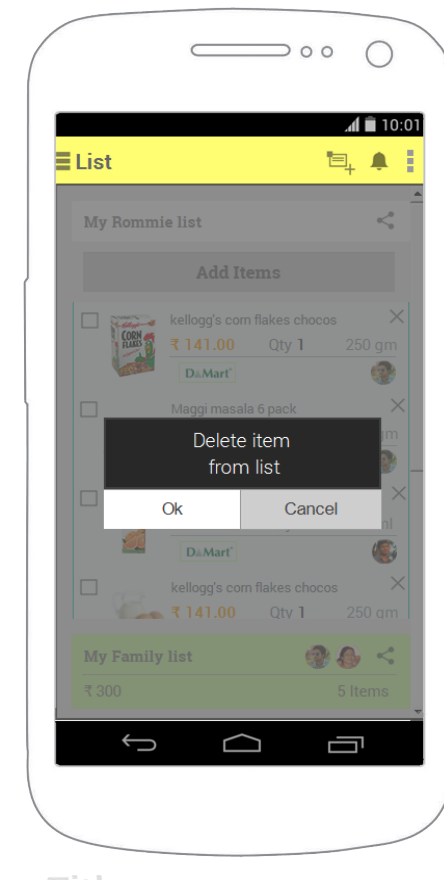 10:01
List
My Rommie list
Add Items
kellogg's corn flakes chocos
CORN
FLAKES
₹ 141.00 Qty 1 250 gm
D Mart
Maggi masala 6 pack
gm
Delete item
from list
Ok Cancel
ml
D Mart
kellogg's corn flakes chocos
₹ 141.00 Qty 1 250 gm
My Family list
₹ 300 5 Items